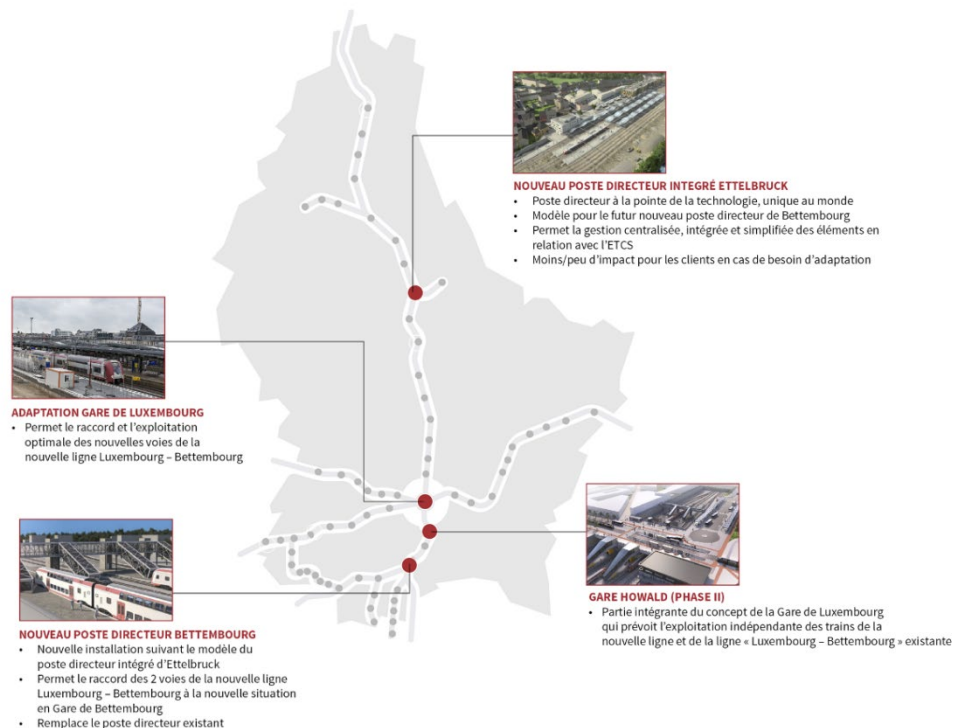 NOUVEAU POSTE DIRECTEUR INTEGRÉ ETTELBRUCK
• Poste directeur à la pointe de la technologie, unique au monde
• Modèle pour le futur nouveau poste directeur de Bettembourg
• Permet la gestion centralisée, intégrée et simplifiée des éléments en
relation avec l'ETCS
• Moins/peu d'impact pour les clients en cas de besoin d'adaptation
ADAPTATION GARE DE LUXEMBOURG
• Permet le raccord et l'exploitation
optimale des nouvelles voies de la
nouvelle ligne Luxembourg – Bettembourg
GARE HOWALD (PHASE II)
• Partie intégrante du concept de la Gare de Luxembourg
qui prévoit l'exploitation indépendante des trains de la
nouvelle ligne et de la ligne « Luxembourg – Bettembourg » existante
NOUVEAU POSTE DIRECTEUR BETTEMBOURG
• Nouvelle installation suivant le modèle du
poste directeur intégré d'Ettelbruck
• Permet le raccord des 2 voies de la nouvelle ligne
Luxembourg – Bettembourg à la nouvelle situation
en Gare de Bettembourg
• Remplace le poste directeur existant